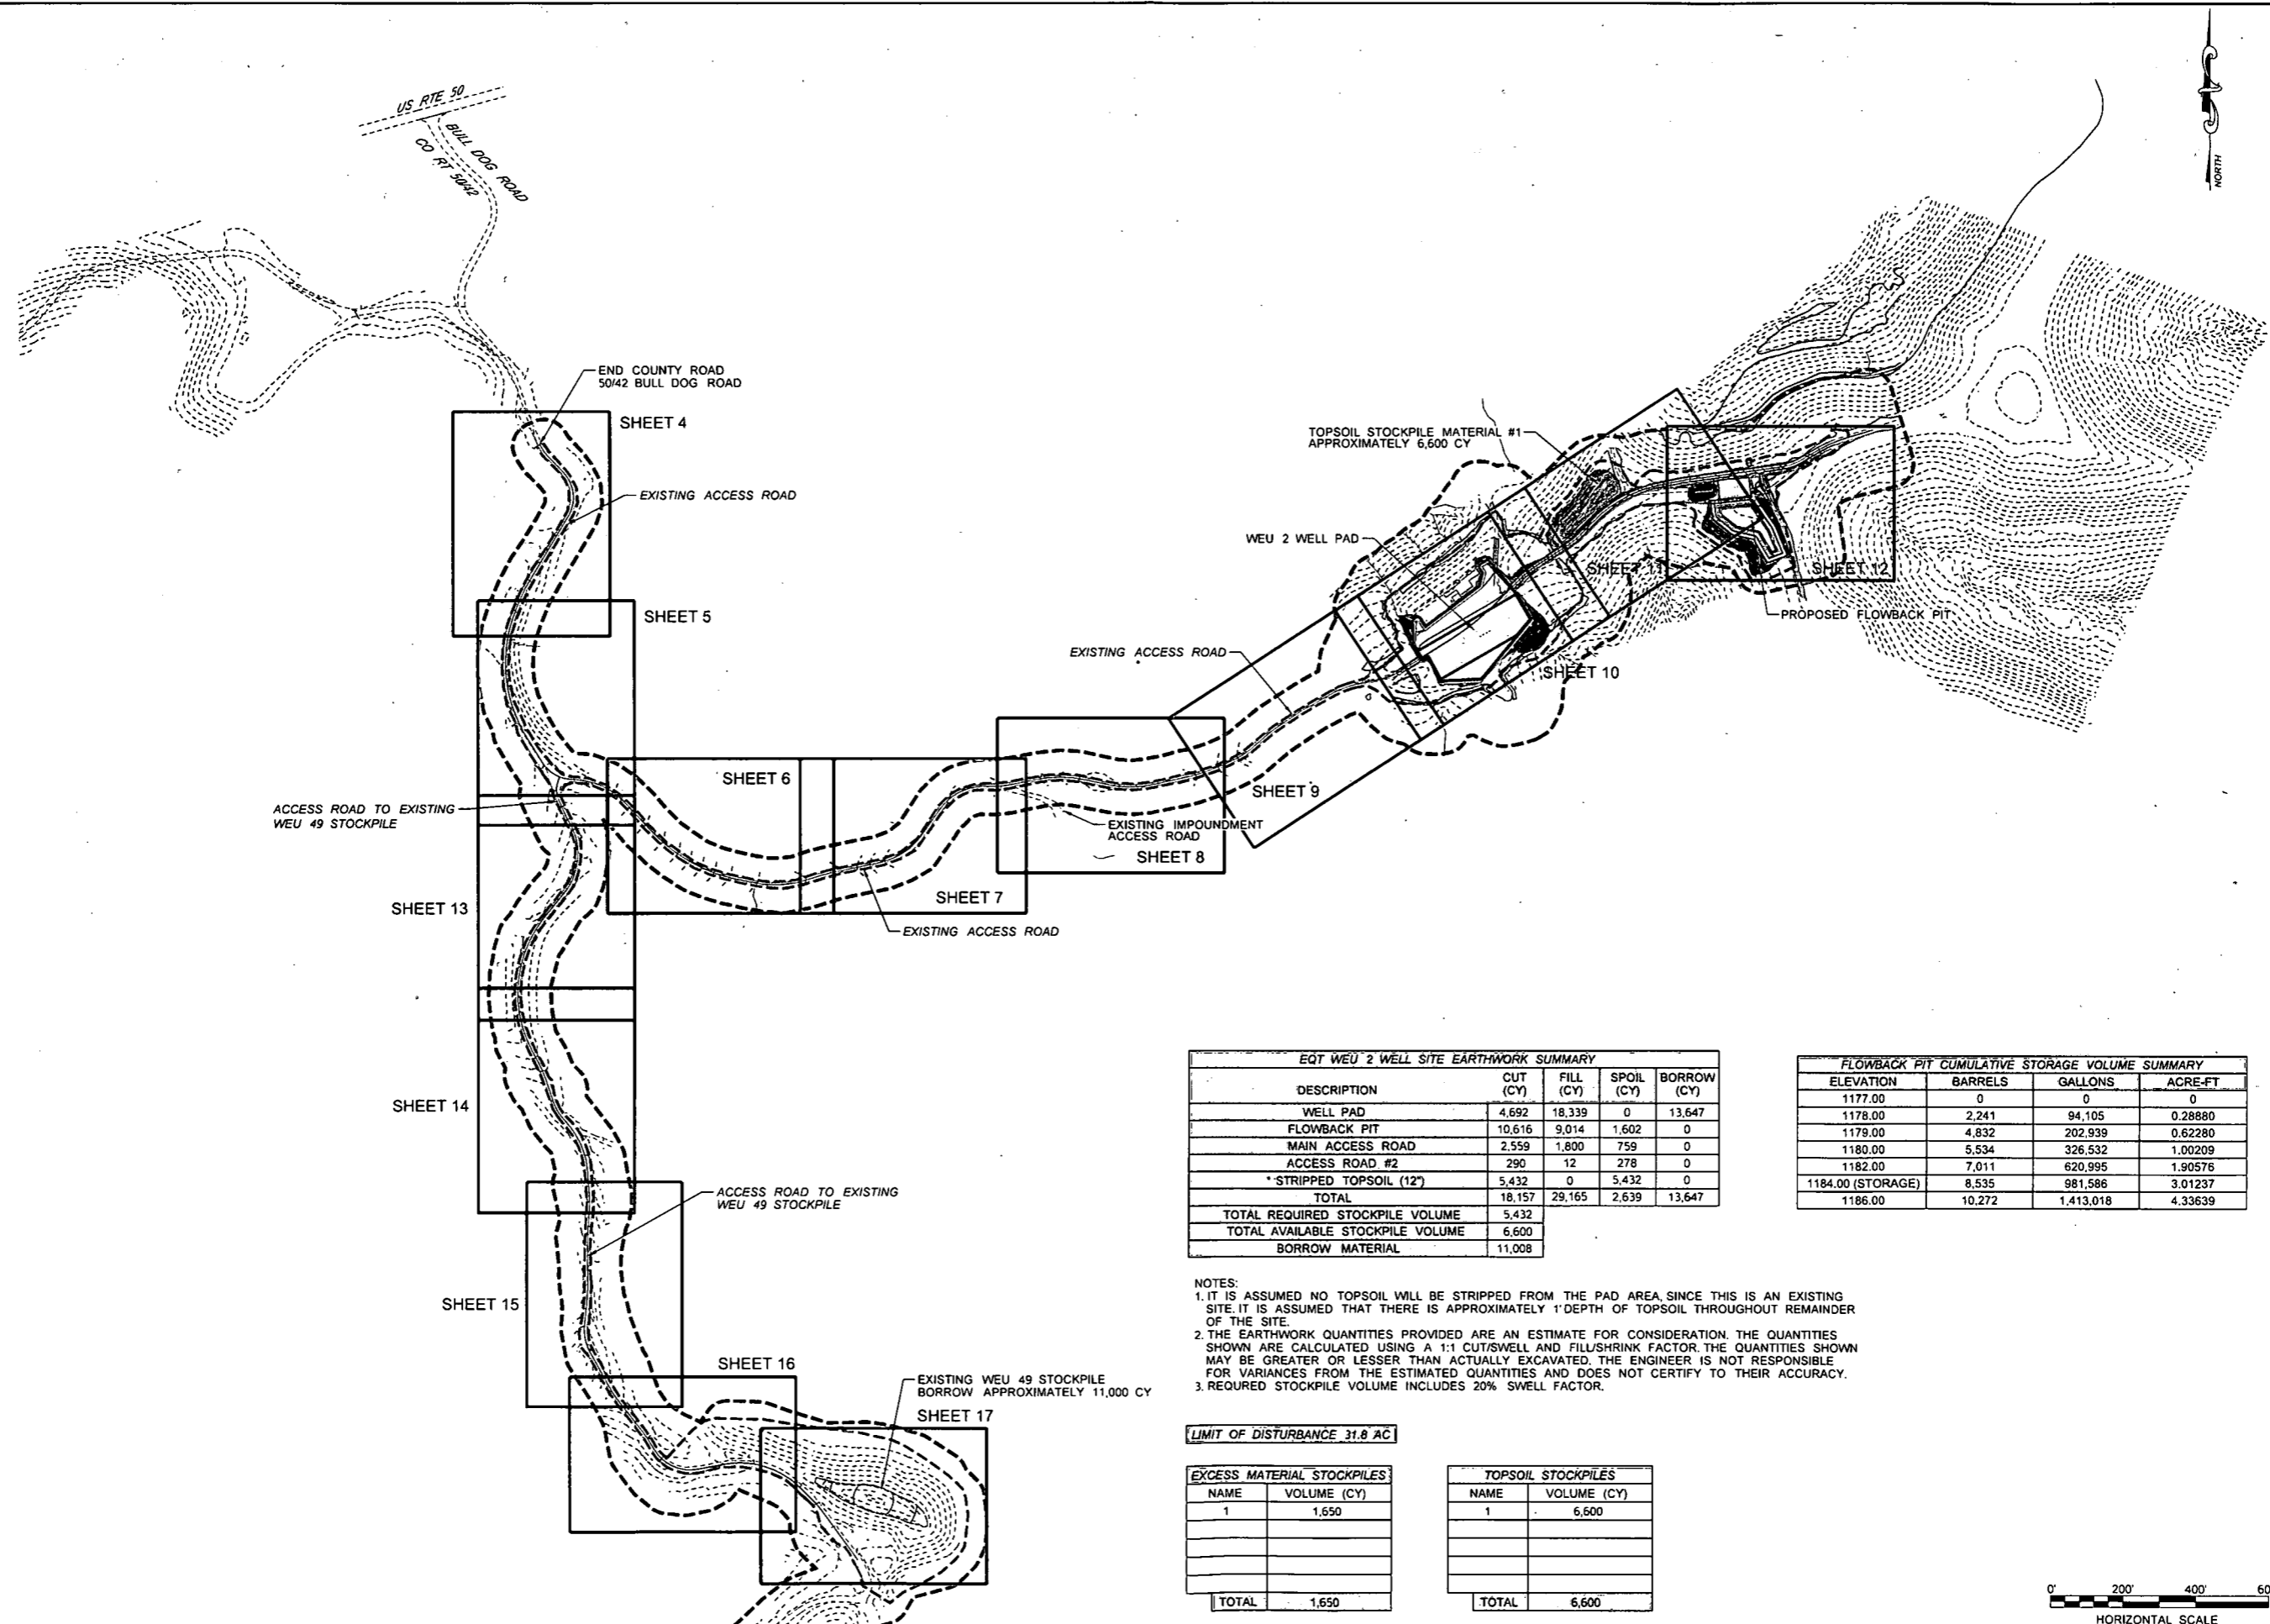 US RTE 50
BULL DOG ROAD
CO RT 50/42
NORTH
END COUNTY ROAD
50/42 BULL DOG ROAD
SHEET 4
EXISTING ACCESS ROAD
SHEET 5
TOPSOIL STOCKPILE MATERIAL #1
APPROXIMATELY 6,600 CY
WEU 2 WELL PAD
SHEET 11
SHEET 12
PROPOSED FLOWBACK PIT
EXISTING ACCESS ROAD
SHEET 10
SHEET 6
SHEET 9
ACCESS ROAD TO EXISTING
WEU 49 STOCKPILE
EXISTING IMPOUNDMENT
ACCESS ROAD
SHEET 8
SHEET 7
SHEET 13
EXISTING ACCESS ROAD
SHEET 14
ACCESS ROAD TO EXISTING
WEU 49 STOCKPILE
SHEET 15
SHEET 16
EXISTING WEU 49 STOCKPILE
BORROW APPROXIMATELY 11,000 CY
SHEET 17
EQT WEU 2 WELL SITE EARTHWORK SUMMARY
DESCRIPTION CUT (CY) FILL (CY) SPOIL (CY) BORROW (CY)
WELL PAD 4,692 18,339 0 13,647
FLOWBACK PIT 10,616 9,014 1,602 0
MAIN ACCESS ROAD 2,559 1,800 759 0
ACCESS ROAD #2 290 12 278 0
* STRIPPED TOPSOIL (12") 5,432 0 5,432 0
TOTAL 18,157 29,165 2,639 13,647
TOTAL REQUIRED STOCKPILE VOLUME 5,432
TOTAL AVAILABLE STOCKPILE VOLUME 6,600
BORROW MATERIAL 11,008
FLOWBACK PIT CUMULATIVE STORAGE VOLUME SUMMARY
ELEVATION BARRELS GALLONS ACRE-FT
1177.00 0 0 0
1178.00 2,241 94,105 0.28880
1179.00 4,832 202,939 0.62280
1180.00 5,534 326,532 1.00209
1182.00 7,011 620,995 1.90576
1184.00 (STORAGE) 8,535 981,586 3.01237
1186.00 10,272 1,413,018 4.33639
NOTES:
1. IT IS ASSUMED NO TOPSOIL WILL BE STRIPPED FROM THE PAD AREA, SINCE THIS IS AN EXISTING
SITE. IT IS ASSUMED THAT THERE IS APPROXIMATELY 1' DEPTH OF TOPSOIL THROUGHOUT REMAINDER
OF THE SITE.
2. THE EARTHWORK QUANTITIES PROVIDED ARE AN ESTIMATE FOR CONSIDERATION. THE QUANTITIES
SHOWN ARE CALCULATED USING A 1:1 CUT/SWELL AND FILL/SHRINK FACTOR. THE QUANTITIES SHOWN
MAY BE GREATER OR LESSER THAN ACTUALLY EXCAVATED. THE ENGINEER IS NOT RESPONSIBLE
FOR VARIANCES FROM THE ESTIMATED QUANTITIES AND DOES NOT CERTIFY TO THEIR ACCURACY.
3. REQURED STOCKPILE VOLUME INCLUDES 20% SWELL FACTOR.
LIMIT OF DISTURBANCE 31.8 AC
EXCESS MATERIAL STOCKPILES
NAME VOLUME (CY)
1 1,650
TOTAL 1,650
TOPSOIL STOCKPILES
NAME VOLUME (CY)
1 6,600
TOTAL 6,600
0' 200' 400' 60
HORIZONTAL SCALE